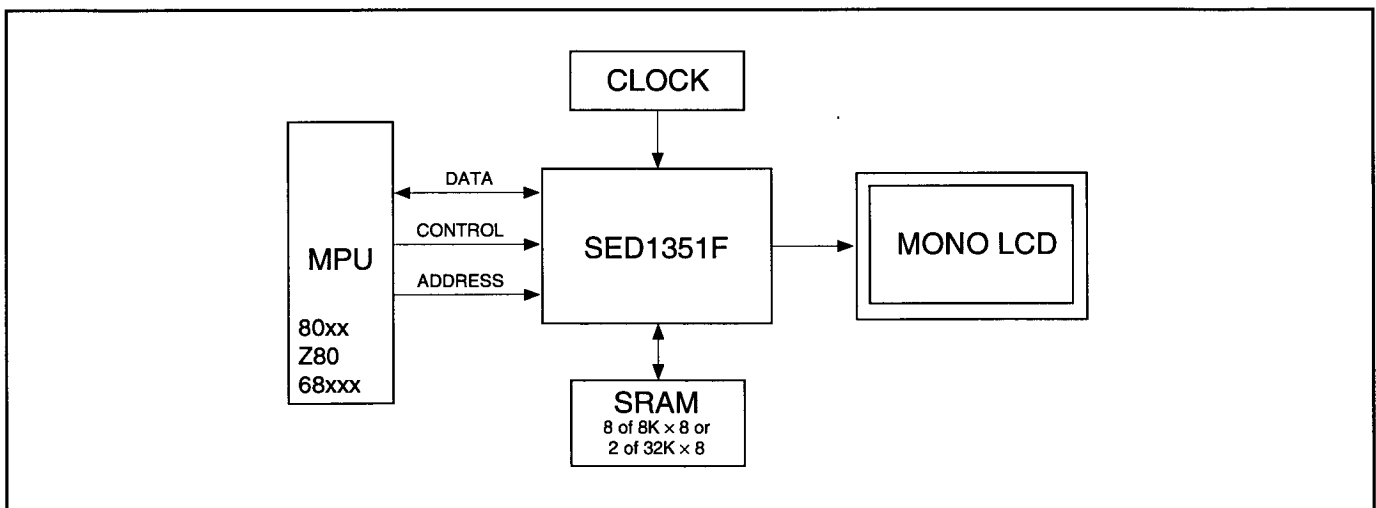 CLOCK
DATA
CONTROL
ADDRESS
MPU
80xx
Z80
68xxx
SED1351F
MONO LCD
SRAM
8 of 8K × 8 or
2 of 32K × 8